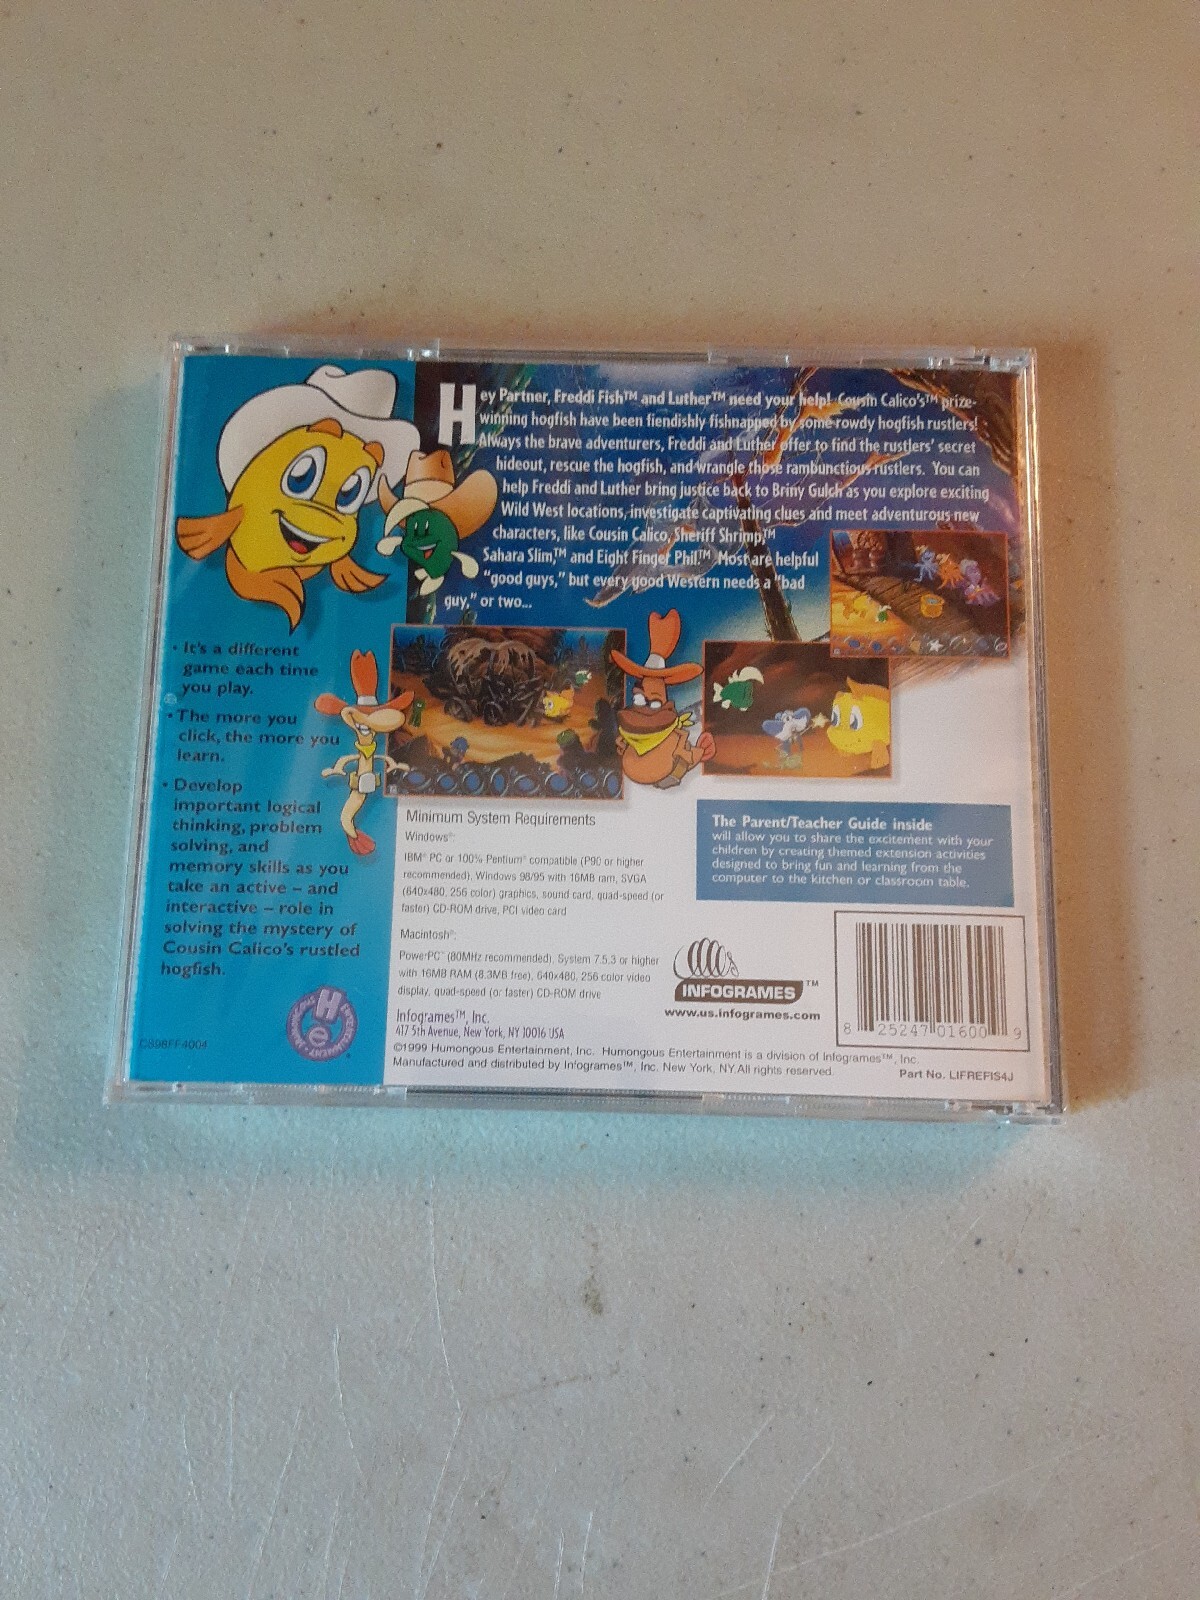 Hey Partner, Freddi Fish™ and Luther™ need your help! Cousin Calico's™ prize-
winning hogfish have been fiendishly fishnapped by some rowdy hogfish rustlers!
Always the brave adventurers, Freddi and Luther offer to find the rustlers' secret
hideout, rescue the hogfish, and wrangle those rambunctious rustlers. You can
help Freddi and Luther bring justice back to Briny Gulch as you explore exciting
Wild West locations, investigate captivating clues and meet adventurous new
characters, like Cousin Calico, Sheriff Shrimp,™
Sahara Slim,™ and Eight Finger Phil.™ Most are helpful
"good guys," but every good Western needs a "bad
guy," or two...
• It's a different
game each time
you play.
• The more you
click, the more you
learn.
• Develop
important logical
thinking, problem
solving, and
memory skills as you
take an active – and
interactive – role in
solving the mystery of
Cousin Calico's rustled
hogfish.
HUMONGOUS ENTERTAINMENT
H
e
Minimum System Requirements
Windows®:
IBM® PC or 100% Pentium® compatible (P90 or higher
recommended), Windows 98/95 with 16MB ram, SVGA
(640x480, 256 color) graphics, sound card, quad-speed (or
faster) CD-ROM drive, PCI video card
Macintosh®:
PowerPC™ (80MHz recommended), System 7.5.3 or higher
with 16MB RAM (8.3MB free), 640x480, 256 color video
display, quad-speed (or faster) CD-ROM drive
The Parent/Teacher Guide inside
will allow you to share the excitement with your
children by creating themed extension activities
designed to bring fun and learning from the
computer to the kitchen or classroom table.
INFOGRAMES™
www.us.infogrames.com
8 25247 01600 9
Infogrames™, Inc.
417 5th Avenue, New York, NY 10016 USA
©1999 Humongous Entertainment, Inc. Humongous Entertainment is a division of Infogrames™, Inc.
Manufactured and distributed by Infogrames™, Inc. New York, NY. All rights reserved.
Part No. LIFREFIS4J